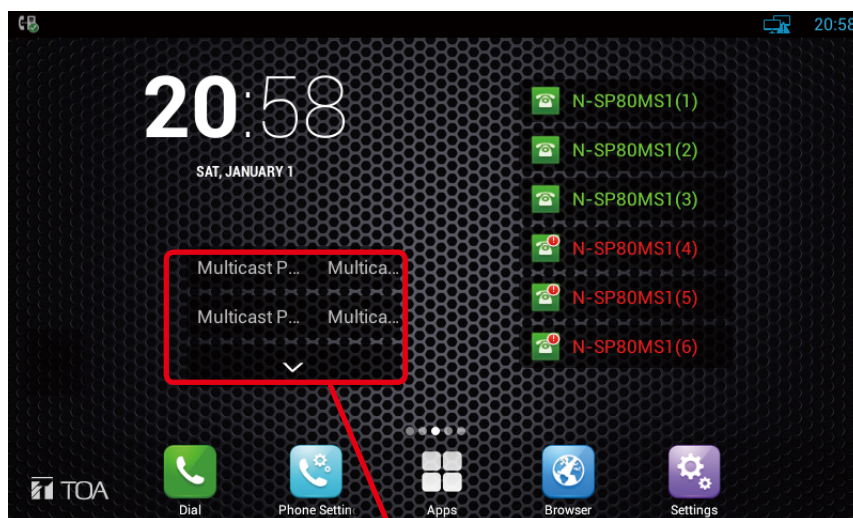 20:58
20:58
SAT, JANUARY 1
N-SP80MS1(1)
N-SP80MS1(2)
N-SP80MS1(3)
N-SP80MS1(4)
N-SP80MS1(5)
N-SP80MS1(6)
Multicast P... Multica...
Multicast P... Multica...
TOA
Dial
Phone Settin
Apps
Browser
Settings